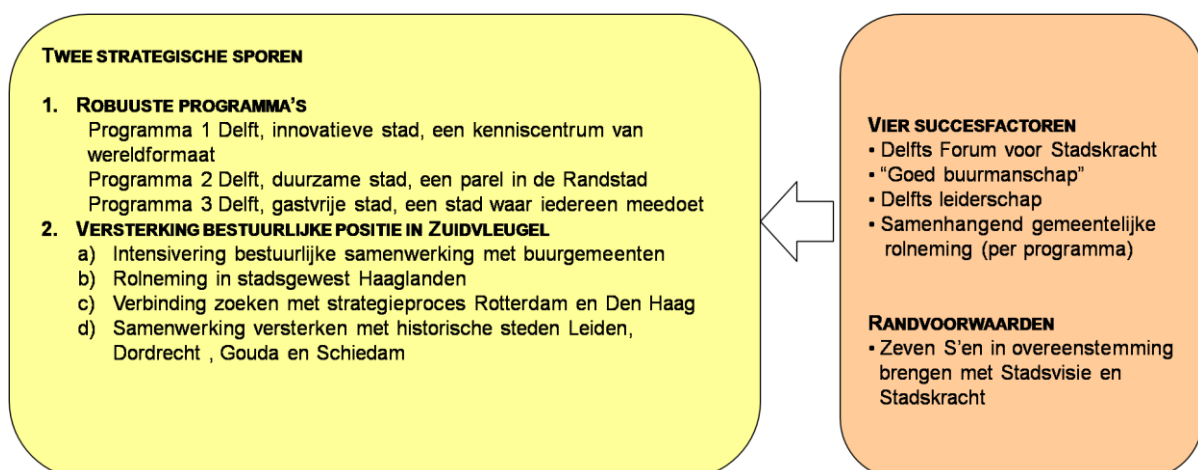 TWEE STRATEGISCHE SPOREN
1. ROBUUSTE PROGRAMMA'S
Programma 1 Delft, innovatieve stad, een kenniscentrum van
wereldformaat
Programma 2 Delft, duurzame stad, een parel in de Randstad
Programma 3 Delft, gastvrije stad, een stad waar iedereen meedoet
2. VERSTERKING BESTUURLIJKE POSITIE IN ZUIDVLEUGEL
a) Intensivering bestuurlijke samenwerking met buurgemeenten
b) Rolneming in stadsgewest Haaglanden
c) Verbinding zoeken met strategieproces Rotterdam en Den Haag
d) Samenwerking versterken met historische steden Leiden,
Dordrecht , Gouda en Schiedam
VIER SUCCESFACTOREN
• Delfts Forum voor Stadskracht
• "Goed buurmanschap"
• Delfts leiderschap
• Samenhangend gemeentelijke
rolneming (per programma)
RANDVOORWAARDEN
• Zeven S'en in overeenstemming
brengen met Stadsvisie en
Stadskracht